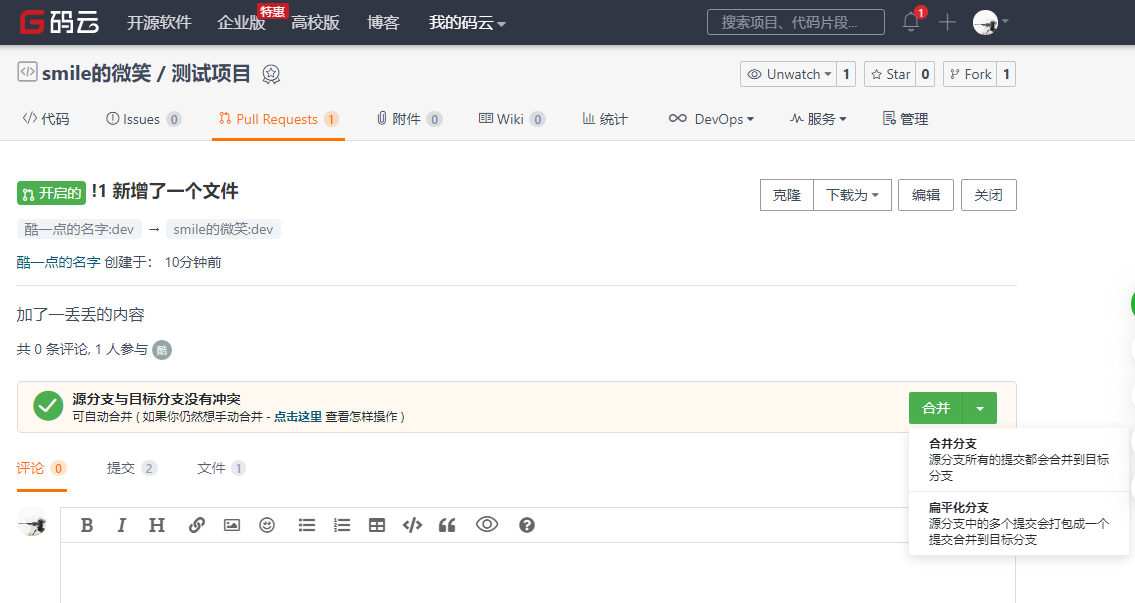 码云 开源软件 企业版 特惠 高校版 博客 我的码云 搜索项目、代码片段... 1
smile的微笑 / 测试项目 Unwatch 1 Star 0 Fork 1
代码 Issues 0 Pull Requests 1 附件 0 Wiki 0 统计 DevOps 服务 管理
开启的 !1 新增了一个文件 克隆 下载为 编辑 关闭
酷一点的名字:dev → smile的微笑:dev
酷一点的名字 创建于: 10分钟前
加了一丢丢的内容
共 0 条评论, 1 人参与 酷
源分支与目标分支没有冲突
可自动合并 ( 如果你仍然想手动合并 - 点击这里 查看怎样操作 )
合并
合并分支
源分支所有的提交都会合并到目标
分支
扁平化分支
源分支中的多个提交会打包成一个
提交合并到目标分支
评论 0 提交 2 文件 1
B I H